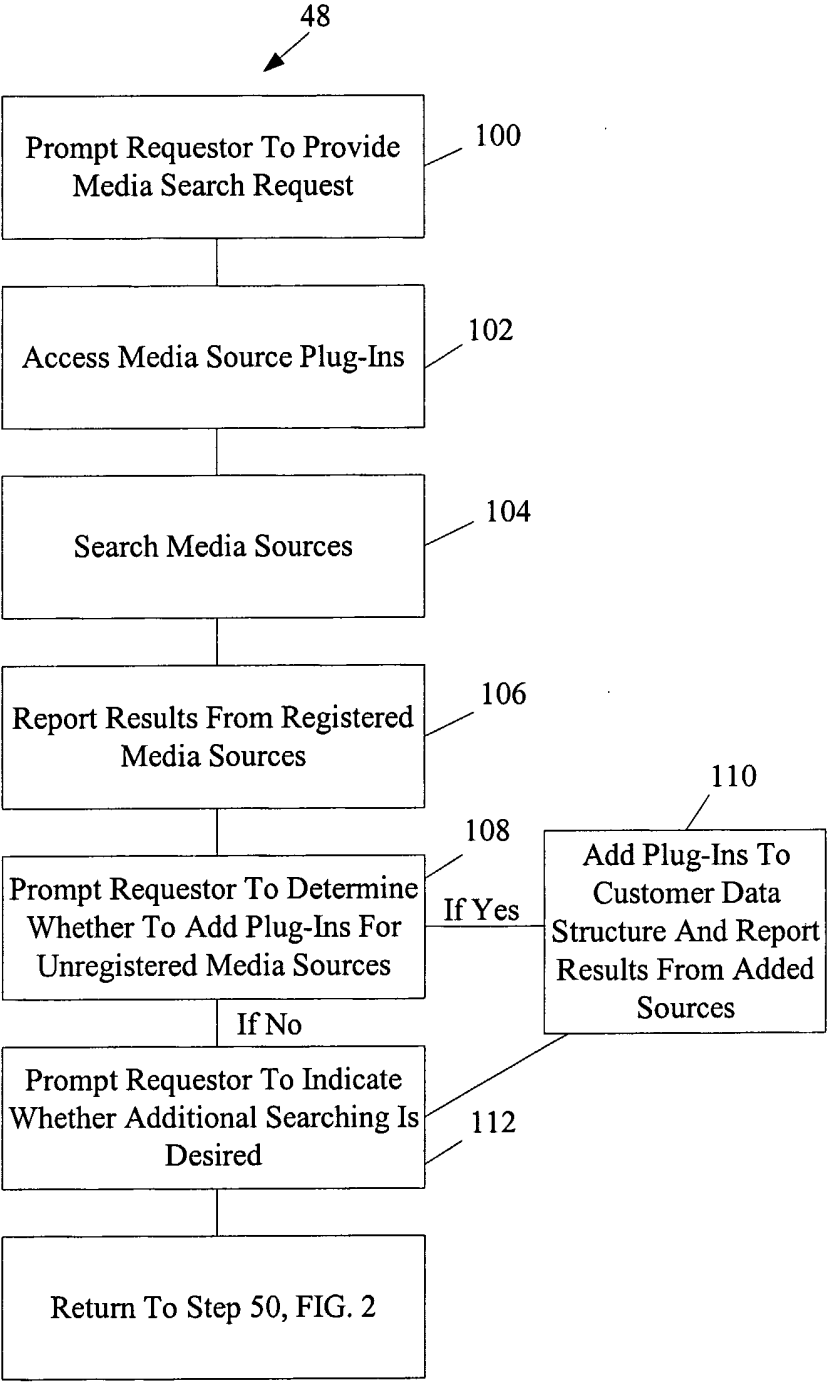 48
Prompt Requestor To Provide
Media Search Request
100
Access Media Source Plug-Ins
102
Search Media Sources
104
Report Results From Registered
Media Sources
106
Prompt Requestor To Determine
Whether To Add Plug-Ins For
Unregistered Media Sources
108
If Yes
110
Add Plug-Ins To
Customer Data
Structure And Report
Results From Added
Sources
If No
Prompt Requestor To Indicate
Whether Additional Searching Is
Desired
112
Return To Step 50, FIG. 2